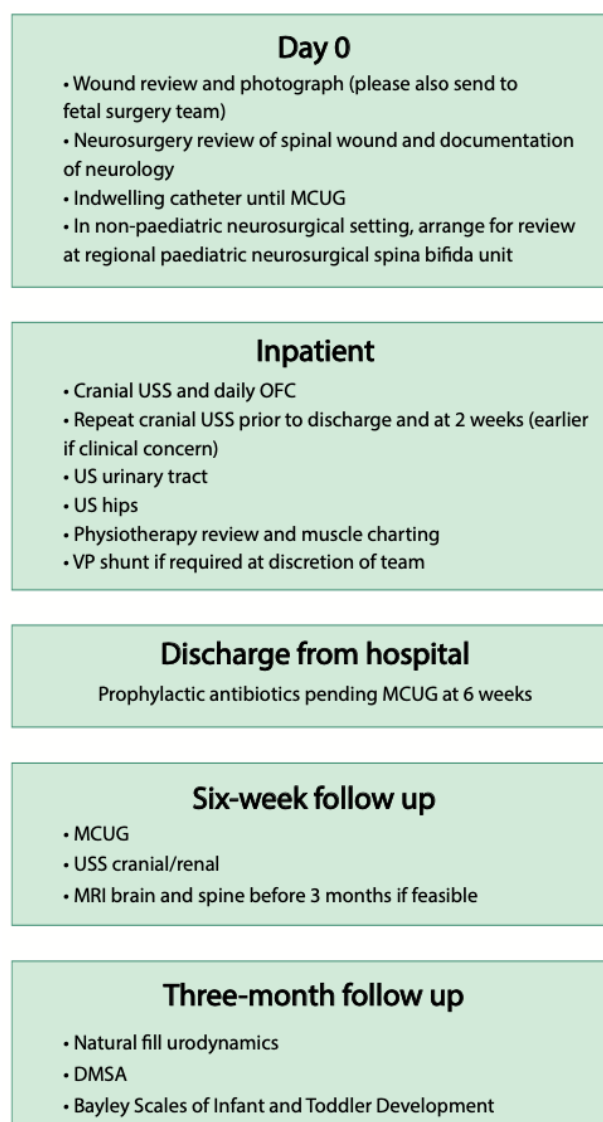 Day 0
• Wound review and photograph (please also send to
fetal surgery team)
• Neurosurgery review of spinal wound and documentation
of neurology
• Indwelling catheter until MCUG
• In non-paediatric neurosurgical setting, arrange for review
at regional paediatric neurosurgical spina bifida unit
Inpatient
• Cranial USS and daily OFC
• Repeat cranial USS prior to discharge and at 2 weeks (earlier
if clinical concern)
• US urinary tract
• US hips
• Physiotherapy review and muscle charting
• VP shunt if required at discretion of team
Discharge from hospital
Prophylactic antibiotics pending MCUG at 6 weeks
Six-week follow up
• MCUG
• USS cranial/renal
• MRI brain and spine before 3 months if feasible
Three-month follow up
• Natural fill urodynamics
• DMSA
• Bayley Scales of Infant and Toddler Development